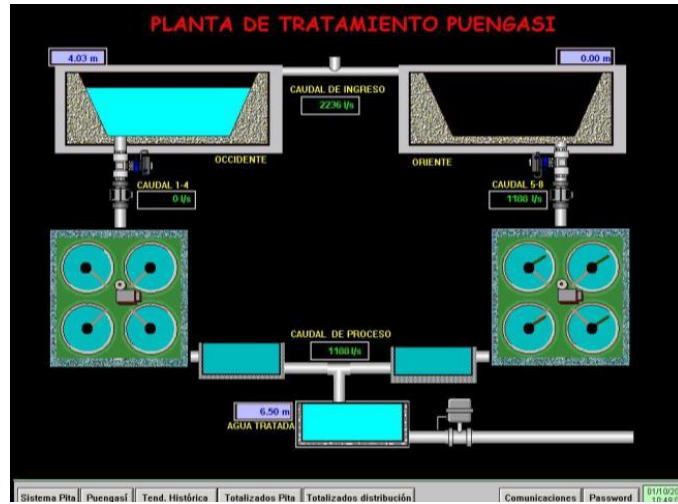 PLANTA DE TRATAMIENTO PUENGASI
4.03 m
0.00 m
CAUDAL DE INGRESO
2236 l/s
OCCIDENTE
ORIENTE
CAUDAL 1-4
0 l/s
CAUDAL 5-8
1188 l/s
CAUDAL DE PROCESO
1188 l/s
6.50 m
AGUA TRATADA
Sistema Pita
Puengasí
Tend. Histórica
Totalizados Pita
Totalizados distribución
Comunicaciones
Password